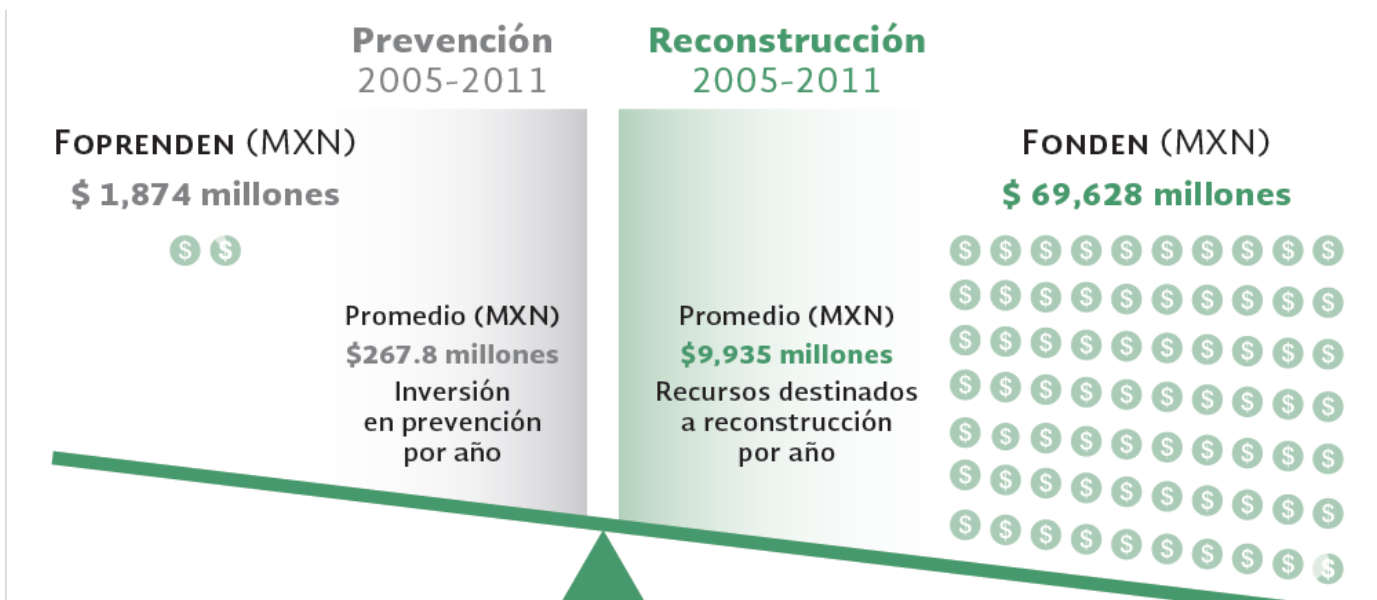 Prevención
2005-2011
Reconstrucción
2005-2011
FOPRENDEN (MXN)
$ 1,874 millones
$ $
Promedio (MXN)
$267.8 millones
Inversión
en prevención
por año
Promedio (MXN)
$9,935 millones
Recursos destinados
a reconstrucción
por año
FONDEN (MXN)
$ 69,628 millones
$ $ $ $ $ $ $ $ $ $
$ $ $ $ $ $ $ $ $ $
$ $ $ $ $ $ $ $ $ $
$ $ $ $ $ $ $ $ $ $
$ $ $ $ $ $ $ $ $ $
$ $ $ $ $ $ $ $ $ $
$ $ $ $ $ $ $ $ $ $